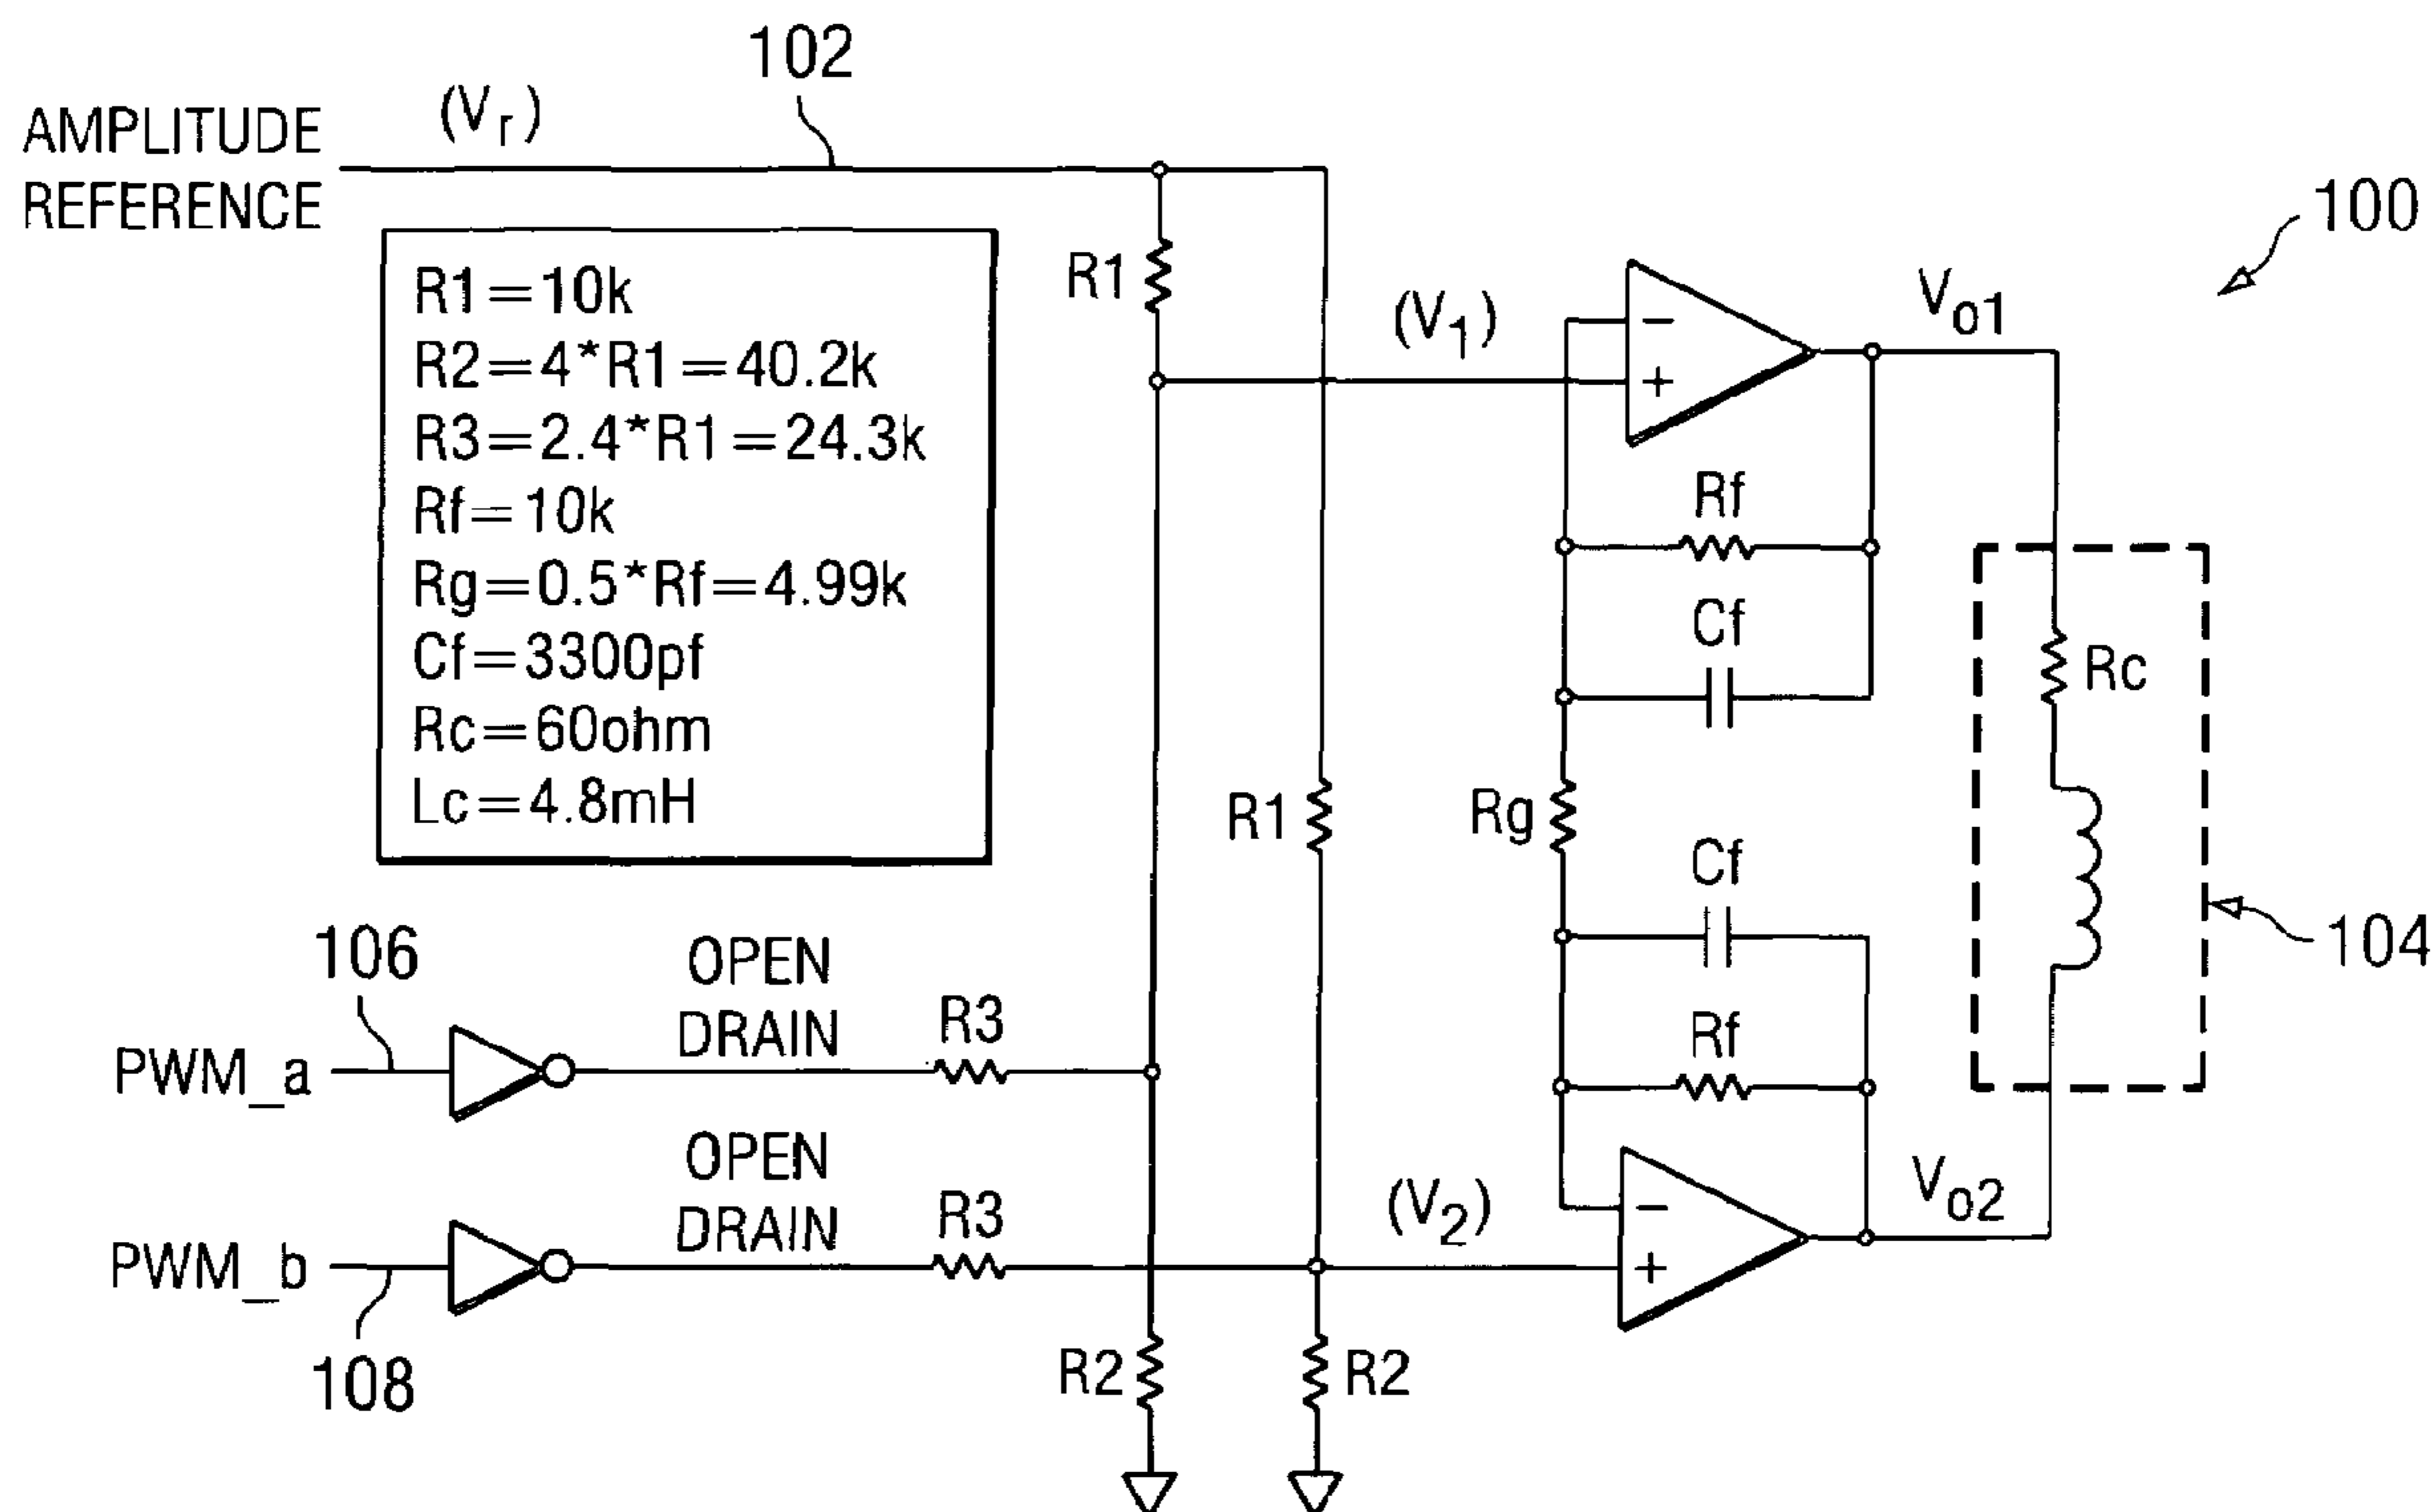 102
AMPLITUDE
REFERENCE
(Vr)
100
R1=10k
R2=4*R1=40.2k
R3=2.4*R1=24.3k
Rf=10k
Rg=0.5*Rf=4.99k
Cf=3300pf
Rc=60ohm
Lc=4.8mH
R1
(V1)
−
+
Vo1
Rf
Cf
Rc
R1
Rg
Cf
104
106
OPEN
DRAIN
R3
Rf
PWM_a
OPEN
DRAIN
R3
(V2)
−
+
Vo2
PWM_b
108
R2
R2